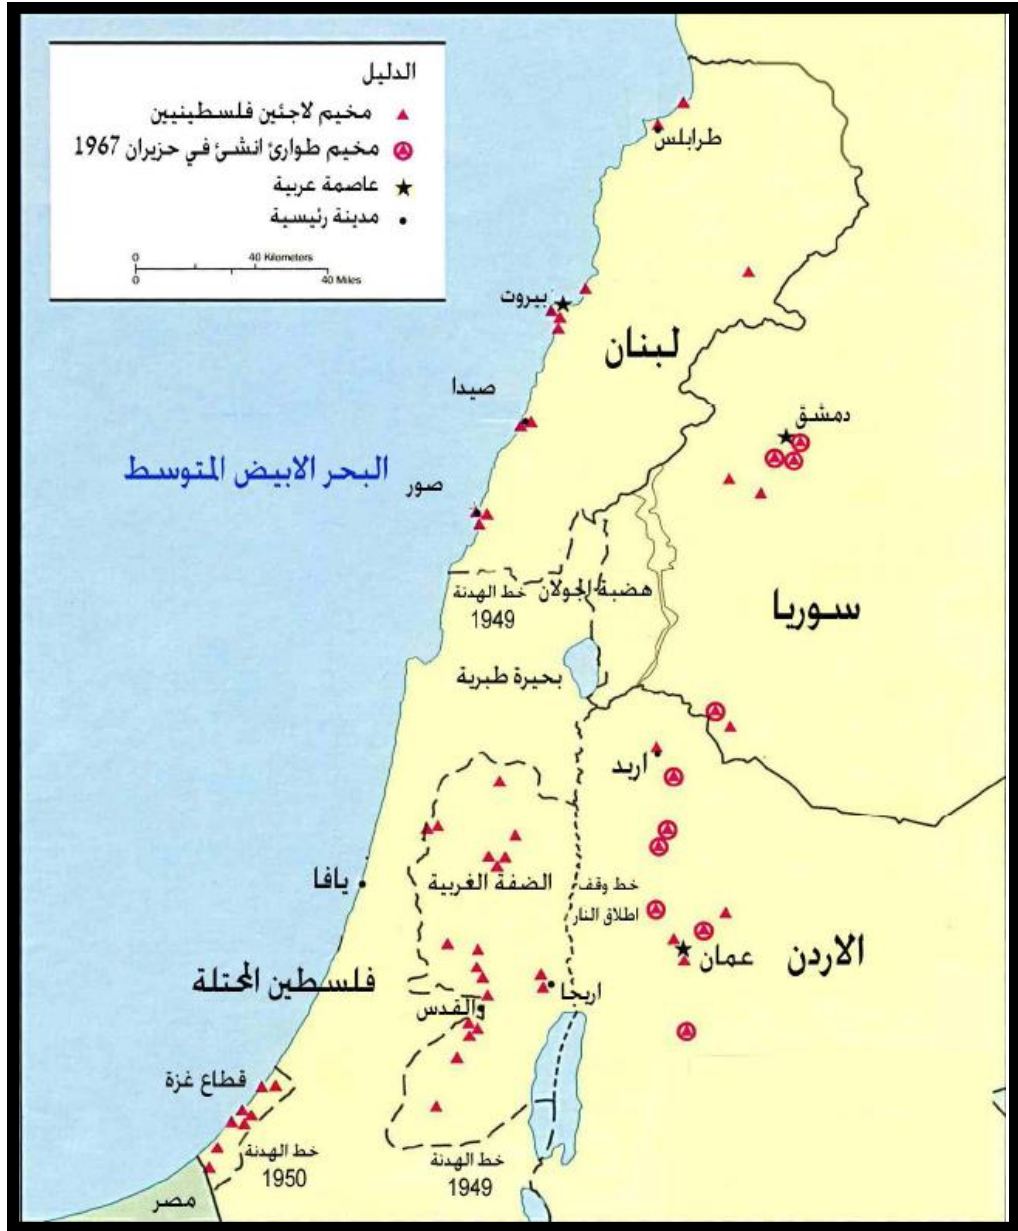 الدليل
مخيم لاجئين فلسطينيين
مخيم طوارئ انشئ في حزيران 1967
عاصمة عربية
مدينة رئيسية
0 40 Kilometers
0 40 Miles
طرابلس
بيروت
لبنان
صيدا
دمشق
البحر الابيض المتوسط
صور
هضبة الجولان
خط الهدنة
1949
سوريا
بحيرة طبرية
اربد
يافا
الضفة الغربية
خط وقف
اطلاق النار
عمان
الاردن
فلسطين المحتلة
اريحا
القدس
قطاع غزة
خط الهدنة
1950
خط الهدنة
1949
مصر